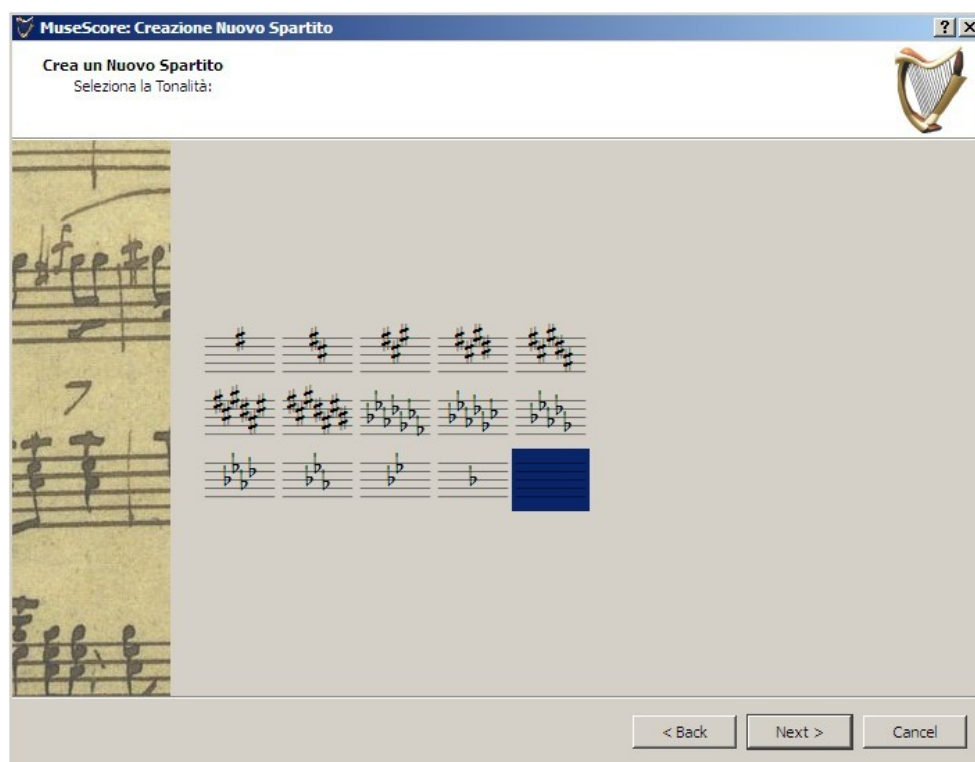 MuseScore: Creazione Nuovo Spartito
Crea un Nuovo Spartito
Seleziona la Tonalità:
7
< Back Next > Cancel